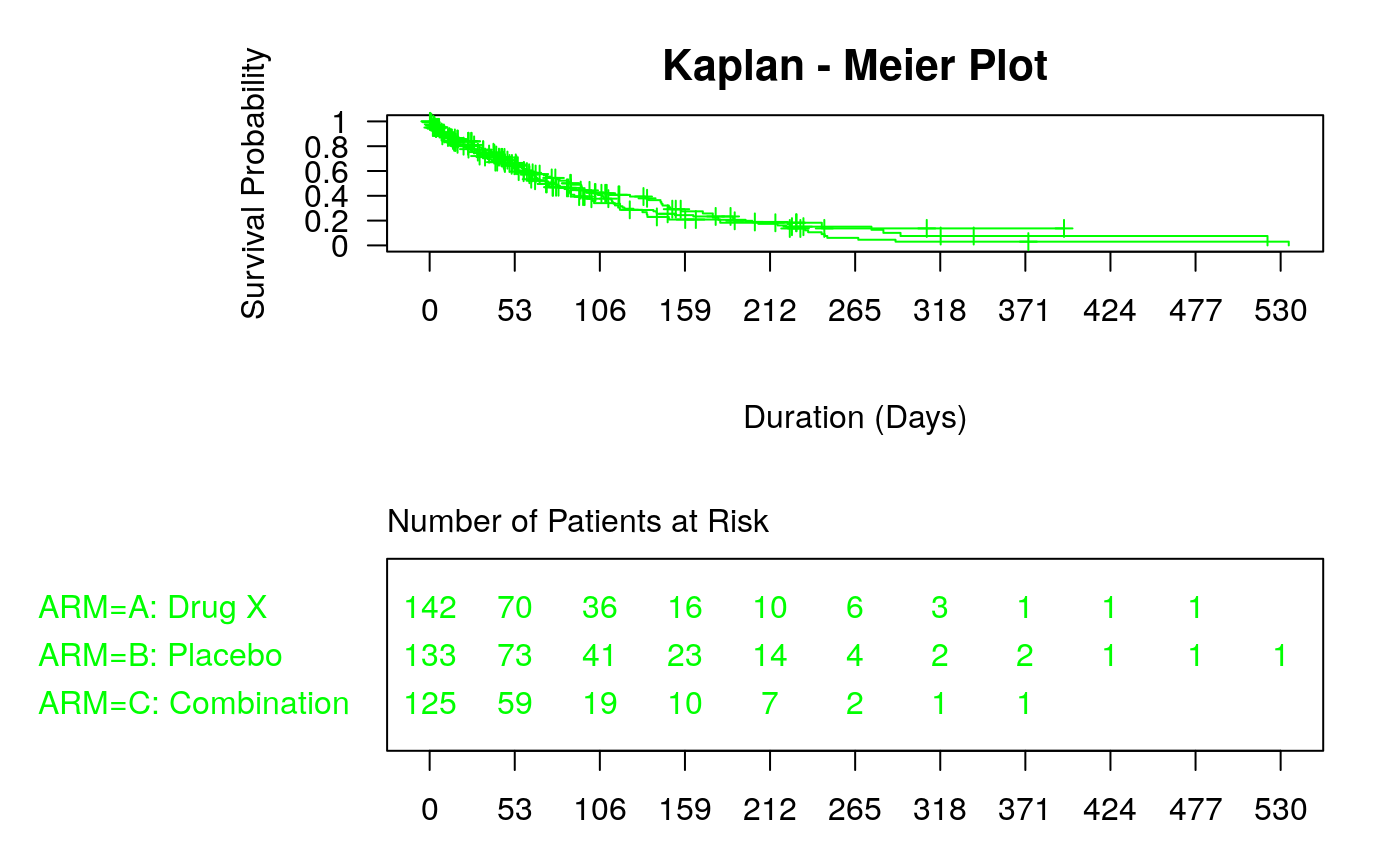 Kaplan - Meier Plot
Survival Probability
1
0.8
0.6
0.4
0.2
0
0 53 106 159 212 265 318 371 424 477 530
Duration (Days)
Number of Patients at Risk
ARM=A: Drug X 142 70 36 16 10 6 3 1 1 1
ARM=B: Placebo 133 73 41 23 14 4 2 2 1 1 1
ARM=C: Combination 125 59 19 10 7 2 1 1
0 53 106 159 212 265 318 371 424 477 530